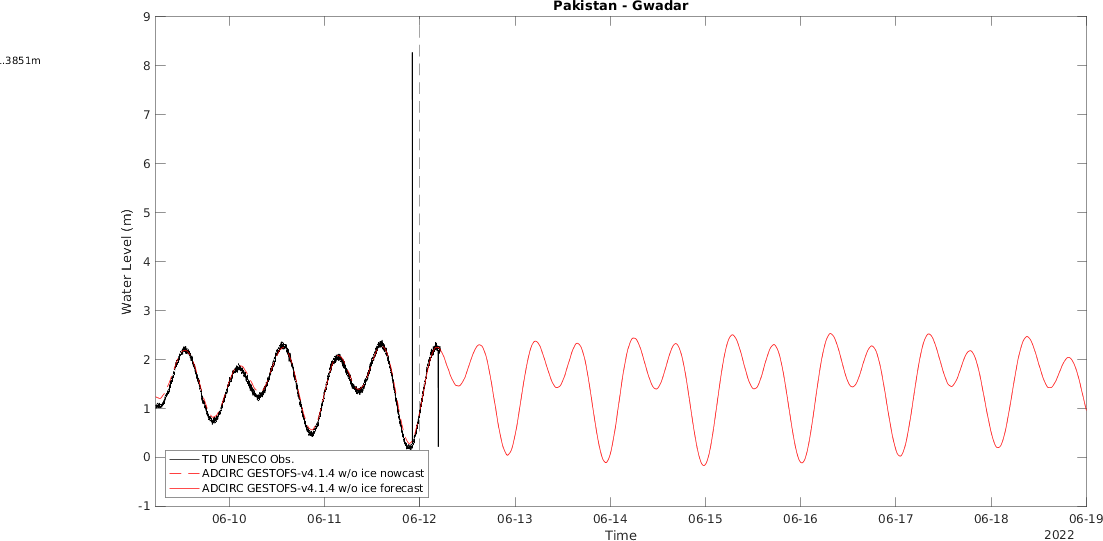 Pakistan - Gwadar
..3851m
9
8
7
6
5
4
3
2
1
0
-1
Water Level (m)
TD UNESCO Obs.
ADCIRC GESTOFS-v4.1.4 w/o ice nowcast
ADCIRC GESTOFS-v4.1.4 w/o ice forecast
06-10 06-11 06-12 06-13 06-14 06-15 06-16 06-17 06-18 06-19
Time
2022